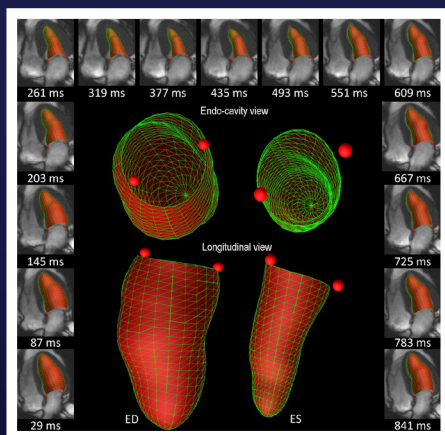 261 ms 319 ms 377 ms 435 ms 493 ms 551 ms 609 ms
Endo-cavity view
203 ms 667 ms
Longitudinal view
145 ms 725 ms
87 ms 783 ms
ED ES
29 ms 841 ms